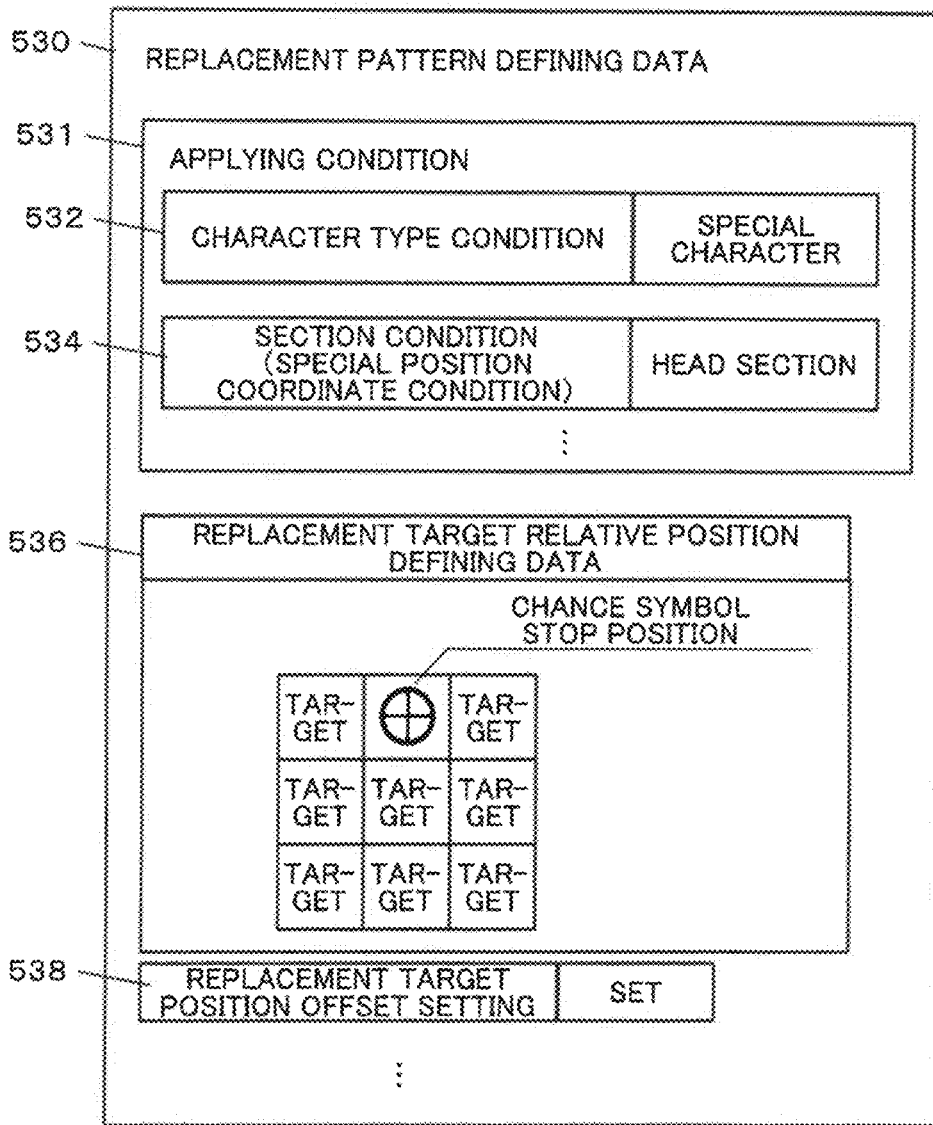 530
REPLACEMENT PATTERN DEFINING DATA
531
APPLYING CONDITION
532
CHARACTER TYPE CONDITION
SPECIAL
CHARACTER
534
SECTION CONDITION
(SPECIAL POSITION
COORDINATE CONDITION)
HEAD SECTION
536
REPLACEMENT TARGET RELATIVE POSITION
DEFINING DATA
CHANCE SYMBOL
STOP POSITION
TAR-
GET
TAR-
GET
TAR-
GET
TAR-
GET
TAR-
GET
TAR-
GET
TAR-
GET
TAR-
GET
538
REPLACEMENT TARGET
POSITION OFFSET SETTING
SET